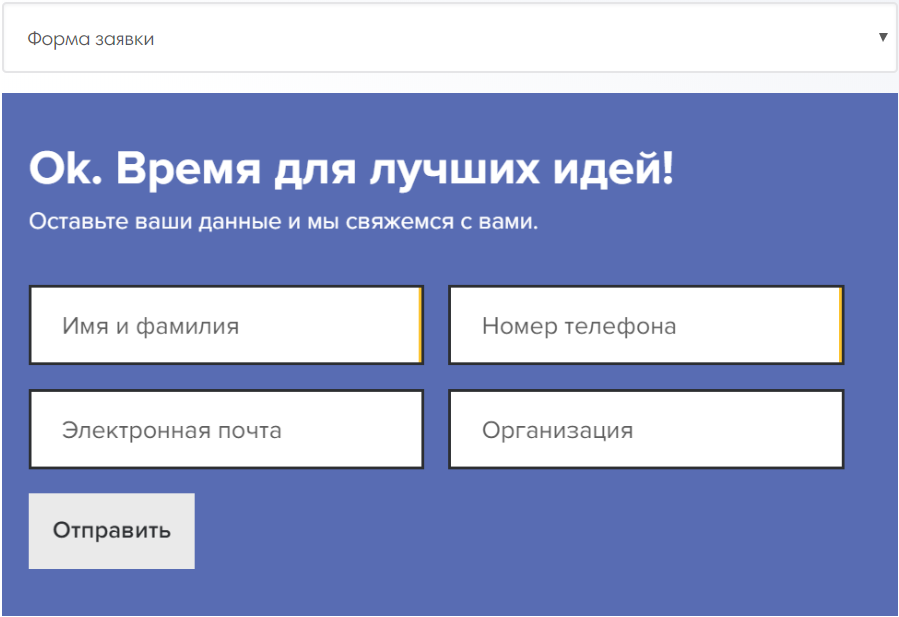 Форма заявки
Ok. Время для лучших идей!
Оставьте ваши данные и мы свяжемся с вами.
Имя и фамилия
Номер телефона
Электронная почта
Организация
Отправить